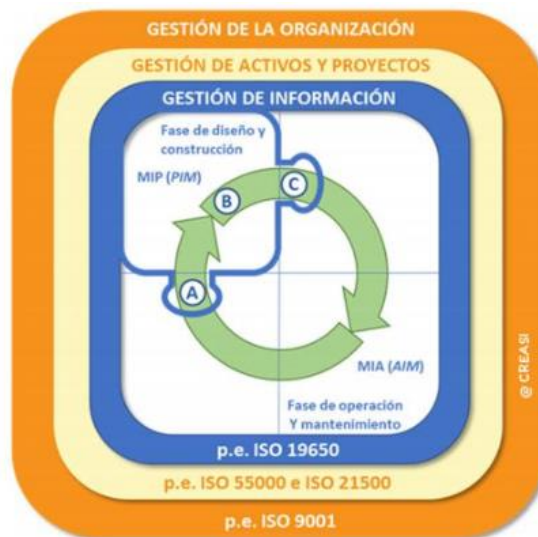 GESTIÓN DE LA ORGANIZACIÓN
GESTIÓN DE ACTIVOS Y PROYECTOS
GESTIÓN DE INFORMACIÓN
Fase de diseño y
construcción
MIP (PIM)
B
C
A
MIA (AIM)
Fase de operación
Y mantenimiento
p.e. ISO 19650
p.e. ISO 55000 e ISO 21500
p.e. ISO 9001
@ CREASI